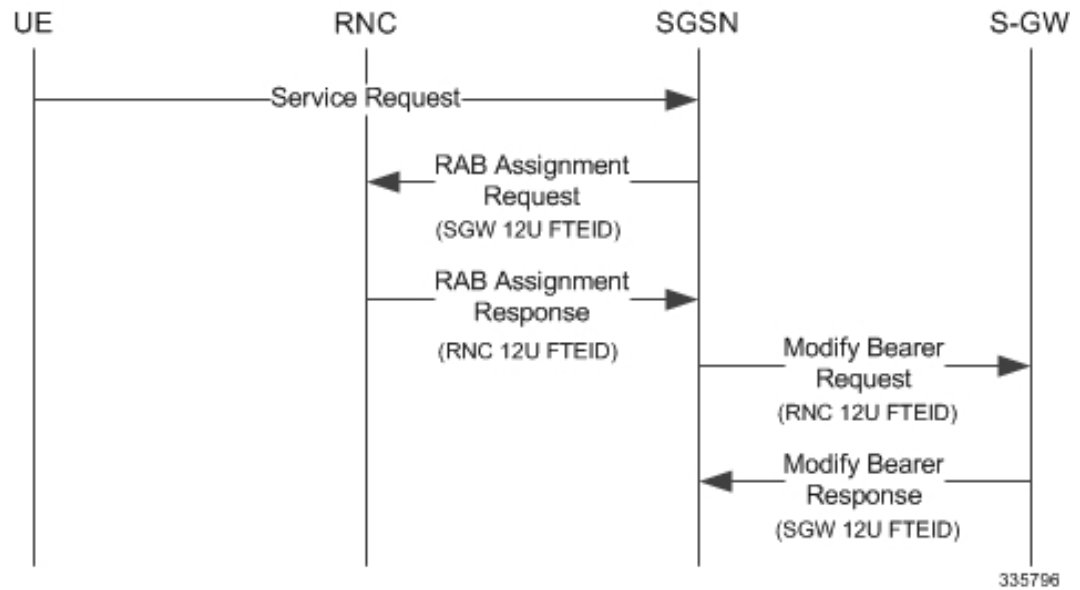 UE RNC SGSN S-GW
Service Request
RAB Assignment
Request
(SGW 12U FTEID)
RAB Assignment
Response
(RNC 12U FTEID)
Modify Bearer
Request
(RNC 12U FTEID)
Modify Bearer
Response
(SGW 12U FTEID)
335796